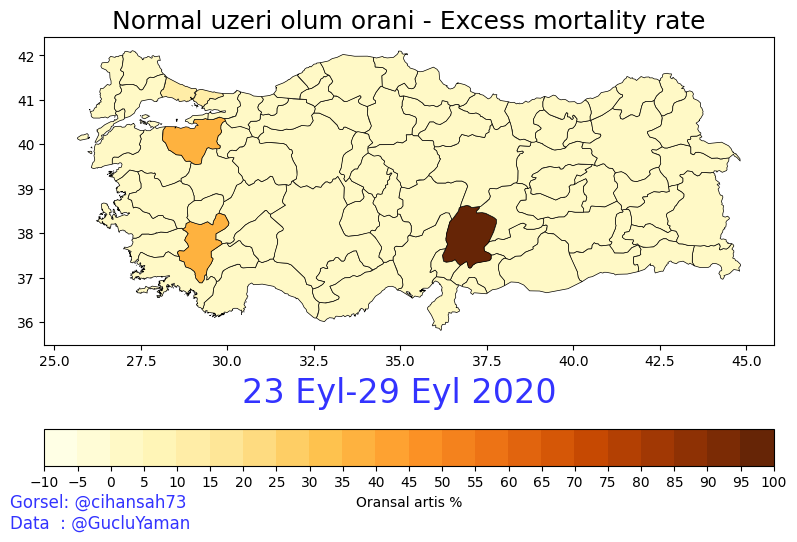 Normal uzeri olum orani - Excess mortality rate
42
41
40
39
38
37
36
25.0 27.5 30.0 32.5 35.0 37.5 40.0 42.5 45.0
23 Eyl-29 Eyl 2020
−10 −5 0 5 10 15 20 25 30 35 40 45 50 55 60 65 70 75 80 85 90 95 100
Oransal artis %
Gorsel: @cihansah73
Data : @GucluYaman